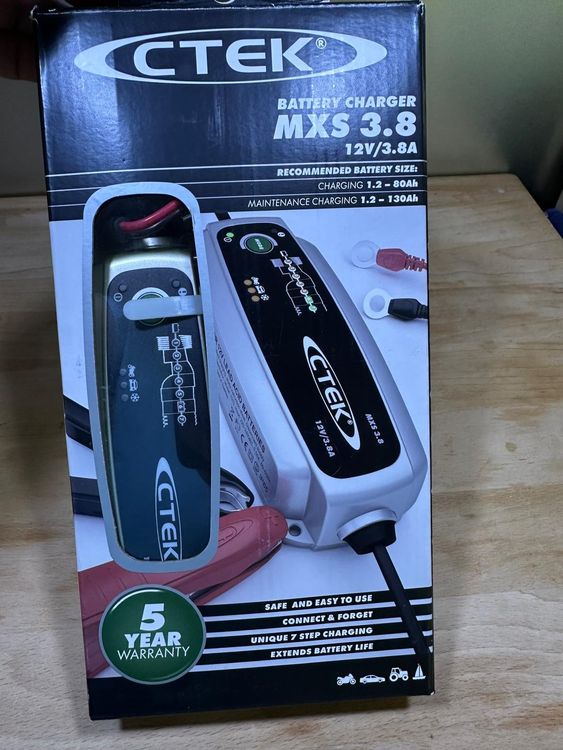 CTEK®
BATTERY CHARGER
MXS 3.8
12V/3.8A
RECOMMENDED BATTERY SIZE:
CHARGING 1.2 – 80Ah
MAINTENANCE CHARGING 1.2 – 130Ah
MODE
CTEK®
12V/3.8A
MXS 3.8
CTEK
5
YEAR
WARRANTY
SAFE AND EASY TO USE
CONNECT & FORGET
UNIQUE 7 STEP CHARGING
EXTENDS BATTERY LIFE